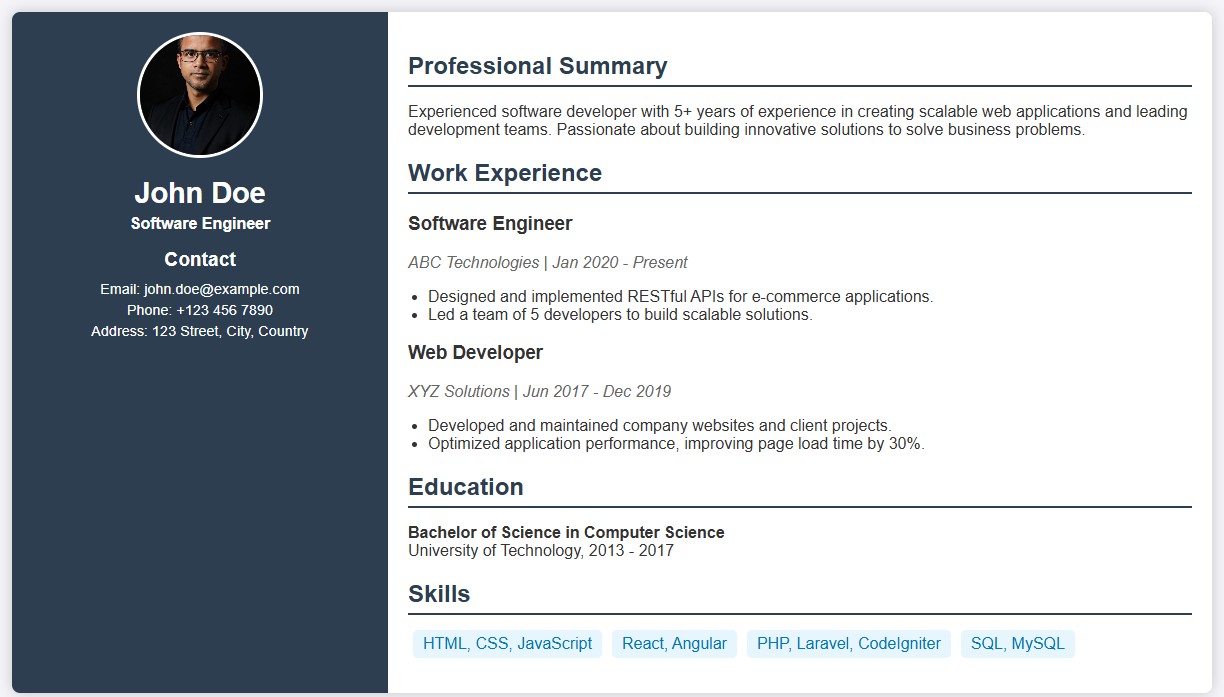 John Doe
Software Engineer
Contact
Email: john.doe@example.com
Phone: +123 456 7890
Address: 123 Street, City, Country
Professional Summary
Experienced software developer with 5+ years of experience in creating scalable web applications and leading
development teams. Passionate about building innovative solutions to solve business problems.
Work Experience
Software Engineer
ABC Technologies | Jan 2020 - Present
• Designed and implemented RESTful APIs for e-commerce applications.
• Led a team of 5 developers to build scalable solutions.
Web Developer
XYZ Solutions | Jun 2017 - Dec 2019
• Developed and maintained company websites and client projects.
• Optimized application performance, improving page load time by 30%.
Education
Bachelor of Science in Computer Science
University of Technology, 2013 - 2017
Skills
HTML, CSS, JavaScript React, Angular PHP, Laravel, CodeIgniter SQL, MySQL